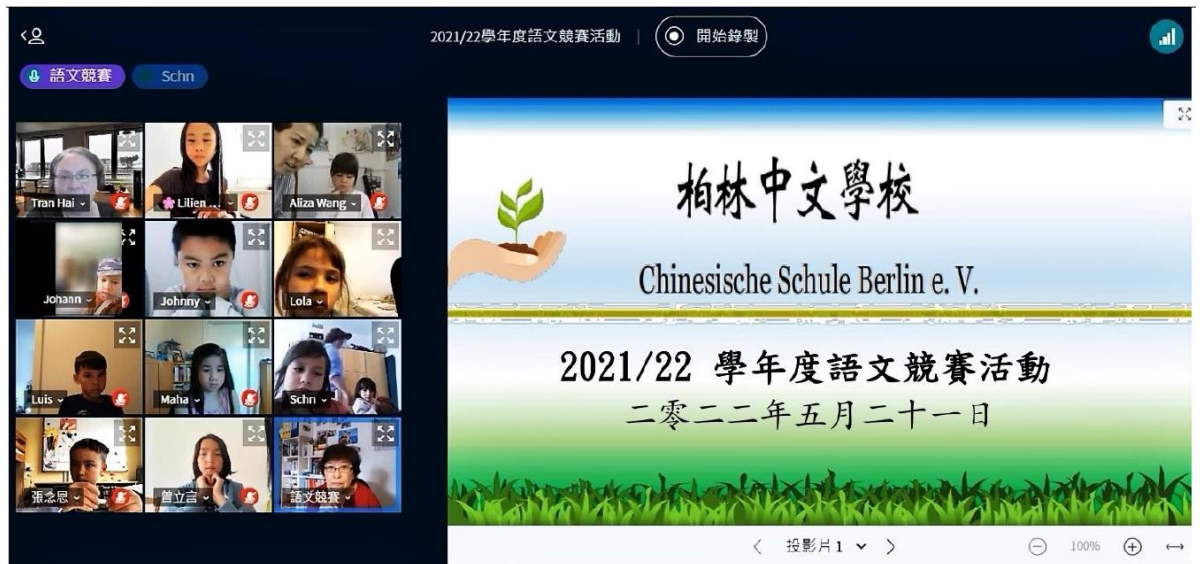 2021/22學年度語文競賽活動 | 開始錄製
語文競賽 Schn
Tran Hai Lilien ... Aliza Wang
Johann Johnny Lola
Luis Maha Schn
張念恩 曾立言 語文競賽
柏林中文學校
Chinesische Schule Berlin e. V.
2021/22 學年度語文競賽活動
二零二二年五月二十一日
投影片1 100%